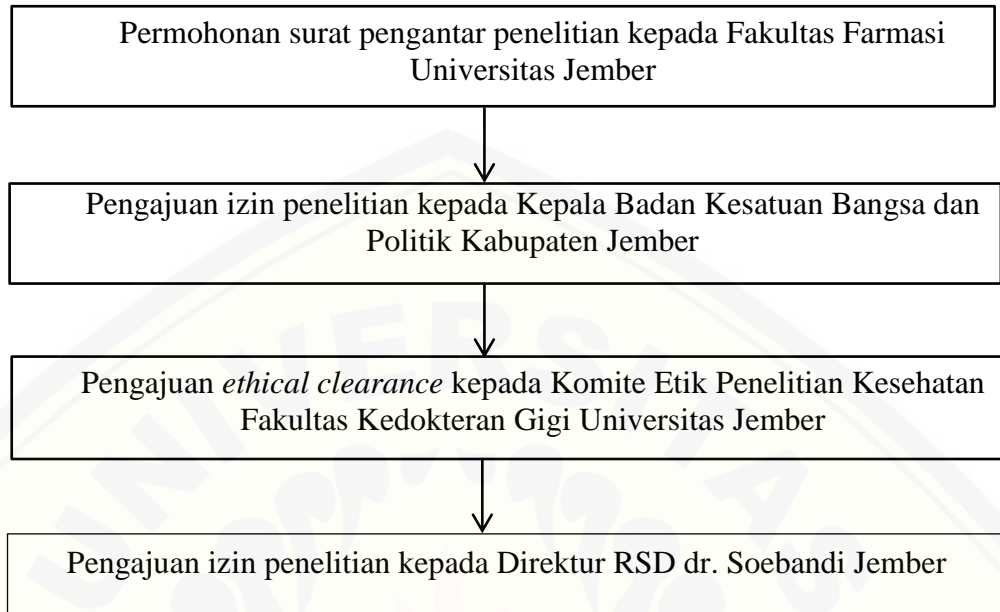 Permohonan surat pengantar penelitian kepada Fakultas Farmasi
Universitas Jember
Pengajuan izin penelitian kepada Kepala Badan Kesatuan Bangsa dan
Politik Kabupaten Jember
Pengajuan ethical clearance kepada Komite Etik Penelitian Kesehatan
Fakultas Kedokteran Gigi Universitas Jember
Pengajuan izin penelitian kepada Direktur RSD dr. Soebandi Jember
UNIVERSITAS